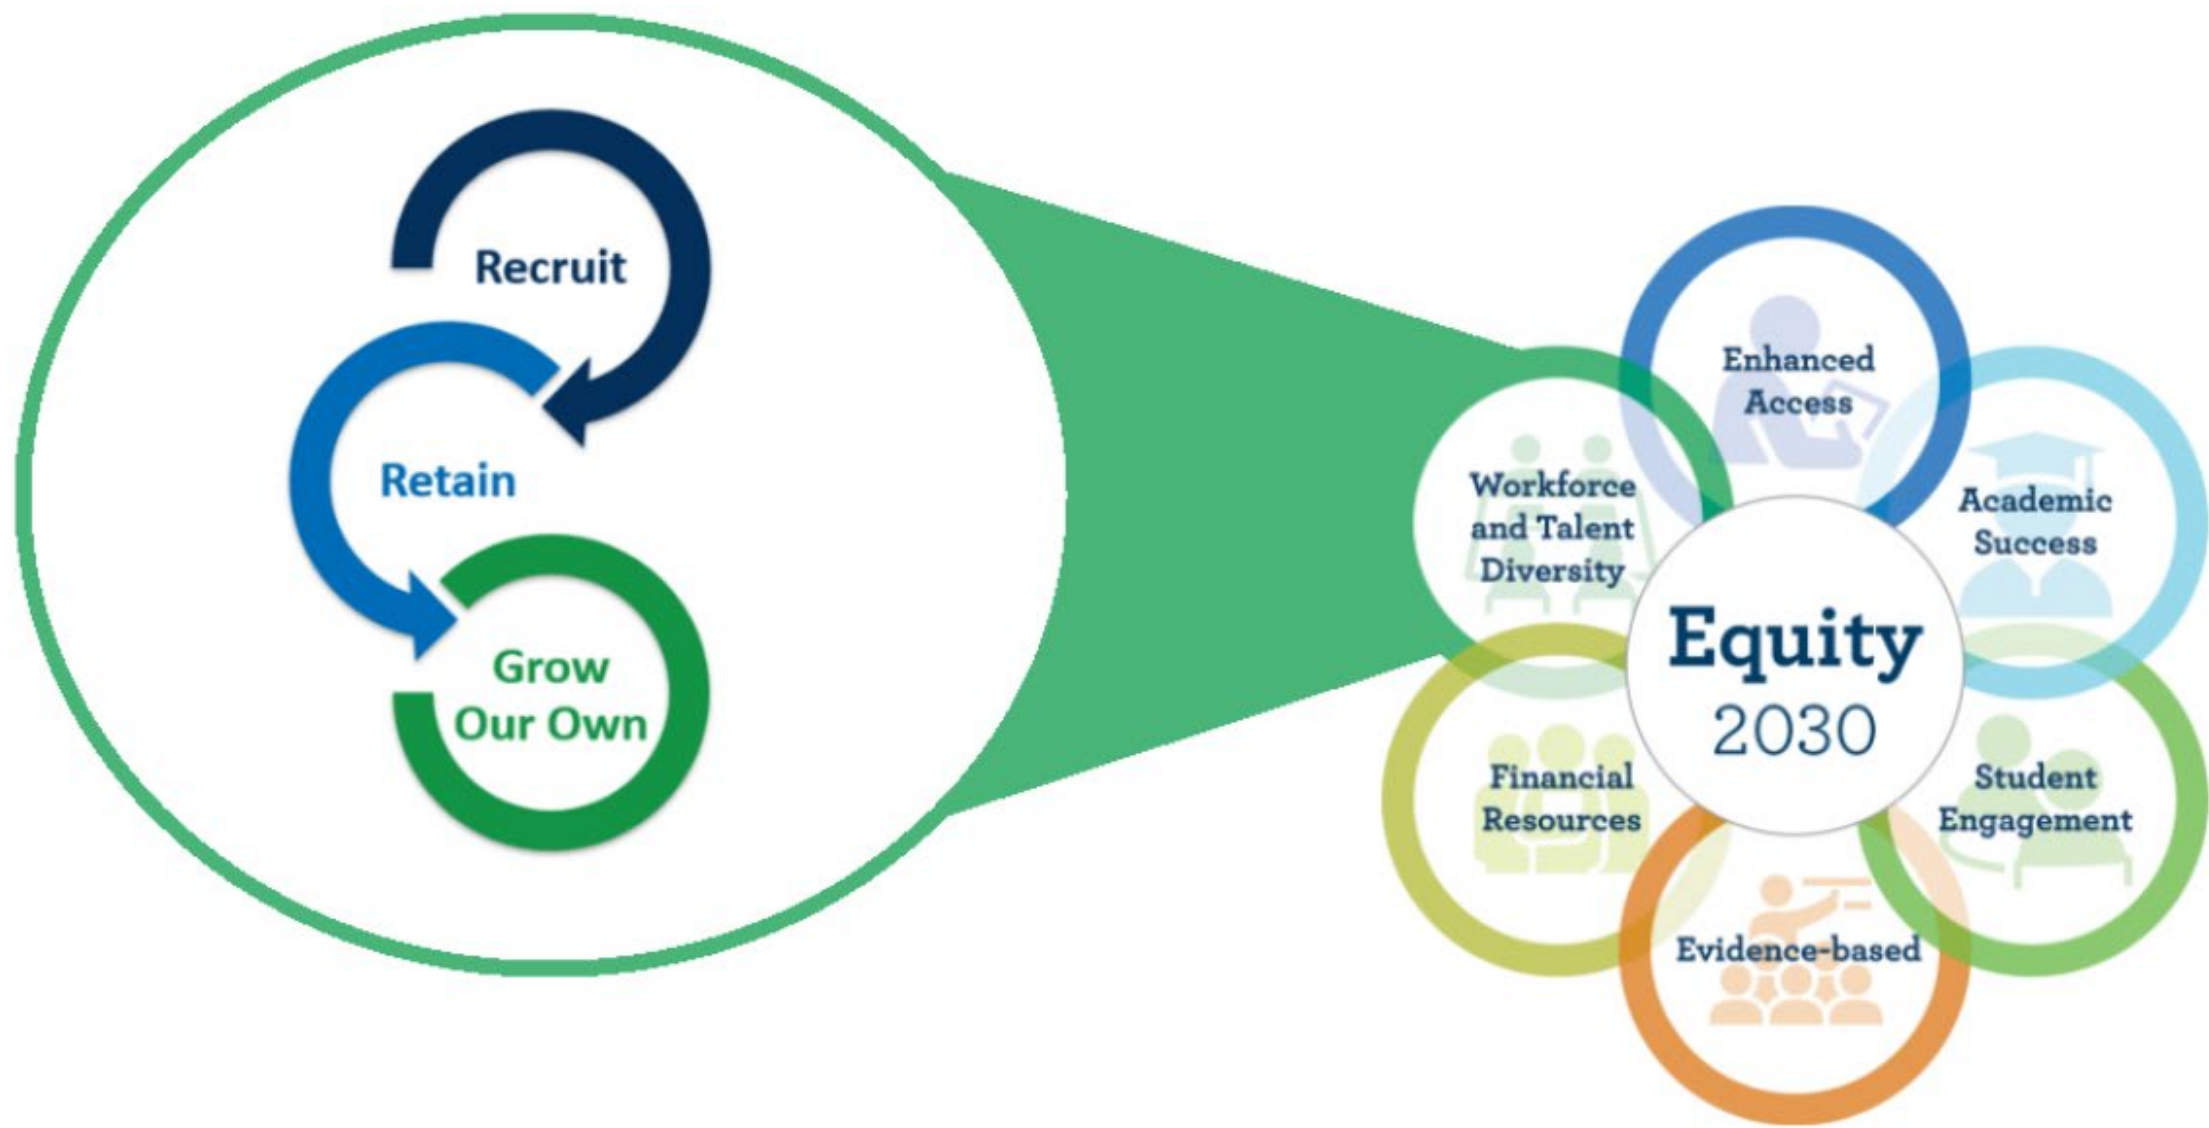 Recruit
Retain
Grow
Our Own
Enhanced
Access
Workforce
and Talent
Diversity
Academic
Success
Equity
2030
Financial
Resources
Student
Engagement
Evidence-based